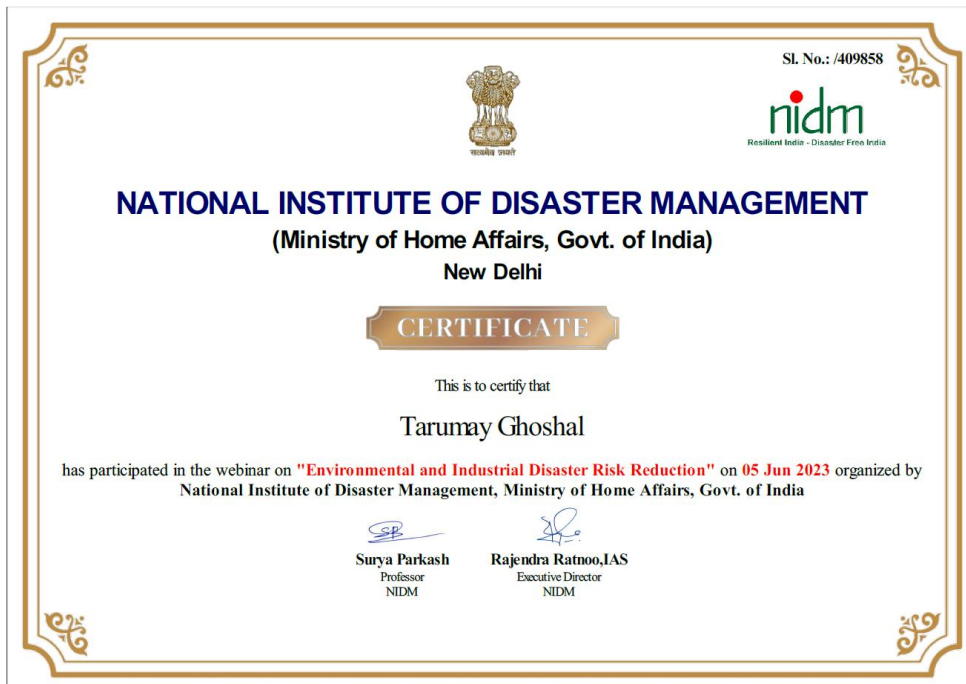 Sl. No.: /409858
सत्यमेव जयते
nidm
Resilient India - Disaster Free India
NATIONAL INSTITUTE OF DISASTER MANAGEMENT
(Ministry of Home Affairs, Govt. of India)
New Delhi
CERTIFICATE
This is to certify that
Tarumay Ghoshal
has participated in the webinar on "Environmental and Industrial Disaster Risk Reduction" on 05 Jun 2023 organized by
National Institute of Disaster Management, Ministry of Home Affairs, Govt. of India
Surya Parkash Rajendra Ratnoo,IAS
Professor Executive Director
NIDM NIDM